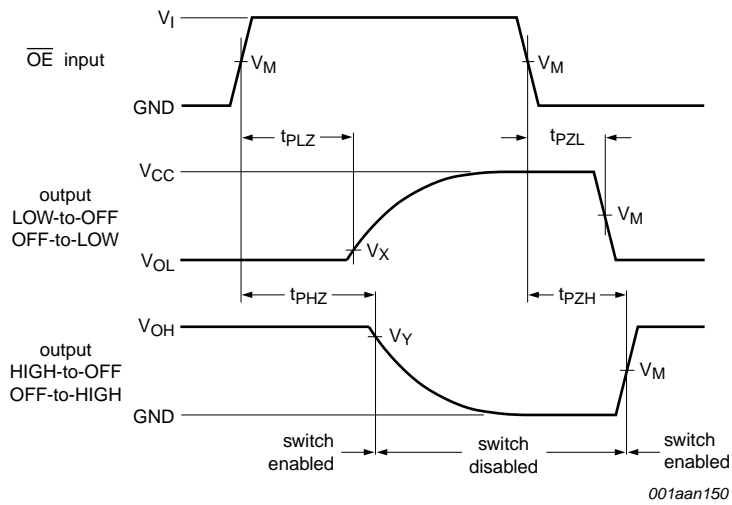 V_I
OE input
V_M
V_M
GND
t_PLZ
t_PZL
V_CC
output
LOW-to-OFF
OFF-to-LOW
V_M
V_X
V_OL
t_PHZ
t_PZH
V_OH
V_Y
output
HIGH-to-OFF
OFF-to-HIGH
V_M
GND
switch
enabled
switch
disabled
switch
enabled
001aan150